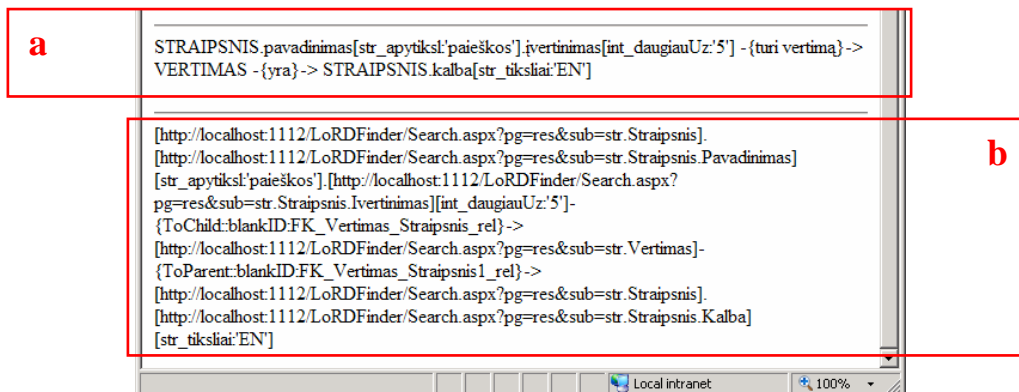 a
STRAIPSNIS.pavadinimas[str_apytiksl:'paieškos'].įvertinimas[int_daugiauUz:'5'] -{turi vertimą}->
VERTIMAS -{yra}-> STRAIPSNIS.kalba[str_tiksliai:'EN']
b
[http://localhost:1112/LoRDFinder/Search.aspx?pg=res&sub=str.Straipsnis].
[http://localhost:1112/LoRDFinder/Search.aspx?pg=res&sub=str.Straipsnis.Pavadinimas]
[str_apytiksl:'paieškos'].[http://localhost:1112/LoRDFinder/Search.aspx?
pg=res&sub=str.Straipsnis.Ivertinimas][int_daugiauUz:'5']-
{ToChild::blankID:FK_Vertimas_Straipsnis_rel}->
[http://localhost:1112/LoRDFinder/Search.aspx?pg=res&sub=str.Vertimas]-
{ToParent::blankID:FK_Vertimas_Straipsnis1_rel}->
[http://localhost:1112/LoRDFinder/Search.aspx?pg=res&sub=str.Straipsnis].
[http://localhost:1112/LoRDFinder/Search.aspx?pg=res&sub=str.Straipsnis.Kalba]
[str_tiksliai:'EN']
Local intranet 100%